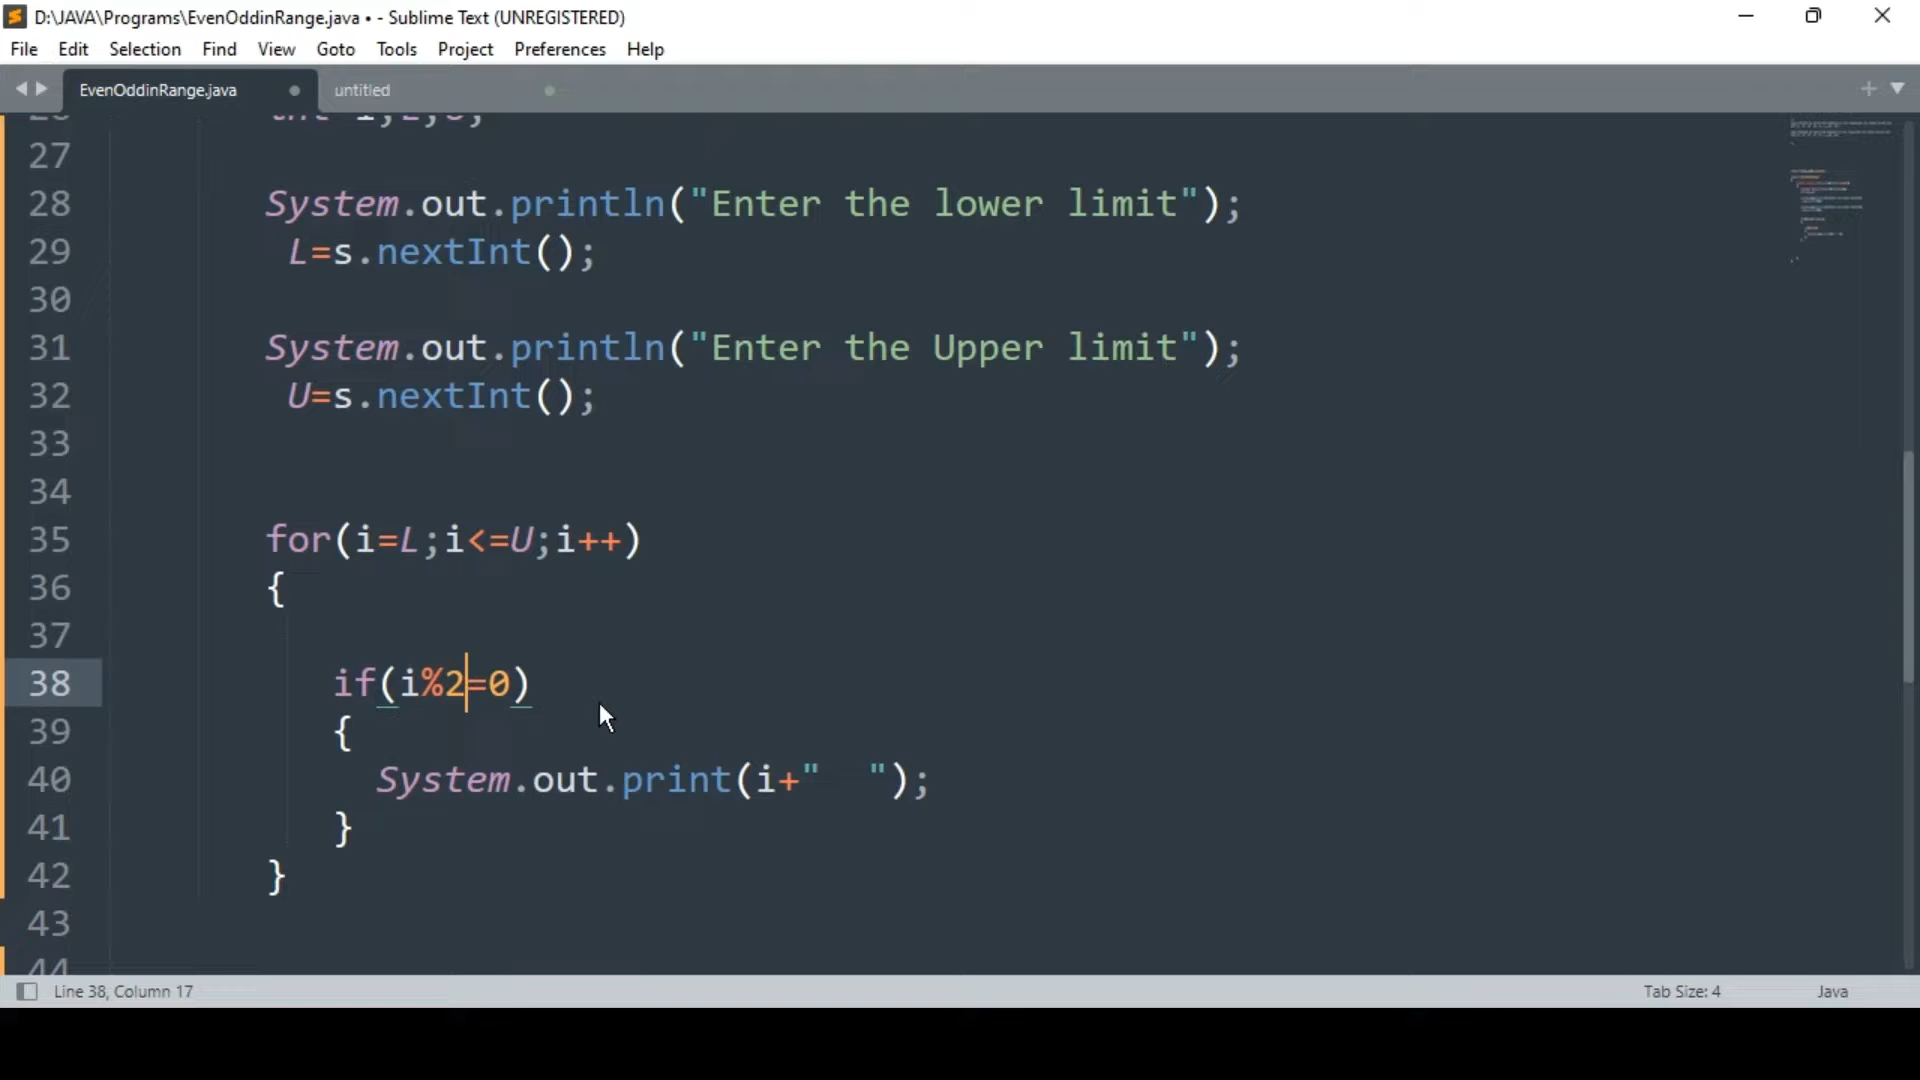 D:\JAVA\Programs\EvenOddinRange.java • - Sublime Text (UNREGISTERED)
File Edit Selection Find View Goto Tools Project Preferences Help
EvenOddinRange.java untitled
27
28 System.out.println("Enter the lower limit");
29 L=s.nextInt();
30
31 System.out.println("Enter the Upper limit");
32 U=s.nextInt();
33
34
35 for(i=L;i<=U;i++)
36 {
37
38 if(i%2=0)
39 {
40 System.out.print(i+"  ");
41 }
42 }
43
44
Line 38, Column 17 Tab Size: 4 Java